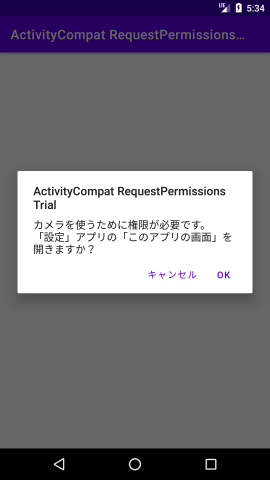 5:34
ActivityCompat RequestPermissions…
ActivityCompat RequestPermissions
Trial
カメラを使うために権限が必要です。
「設定」アプリの「このアプリの画面」を
開きますか？
キャンセル OK